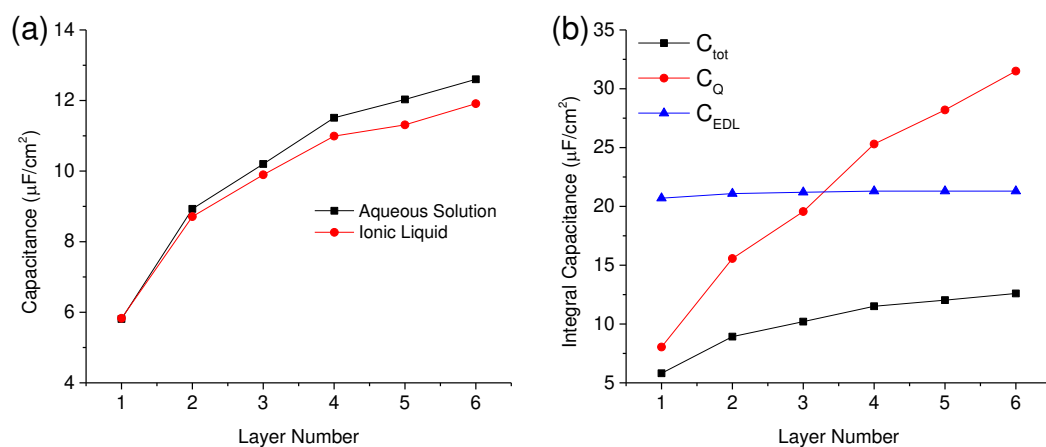 (a)
Capacitance (μF/cm²)
14
12
10
8
6
4
Aqueous Solution
Ionic Liquid
1 2 3 4 5 6
Layer Number
(b)
Integral Capacitance (μF/cm²)
35
30
25
20
15
10
5
C_tot
C_Q
C_EDL
1 2 3 4 5 6
Layer Number